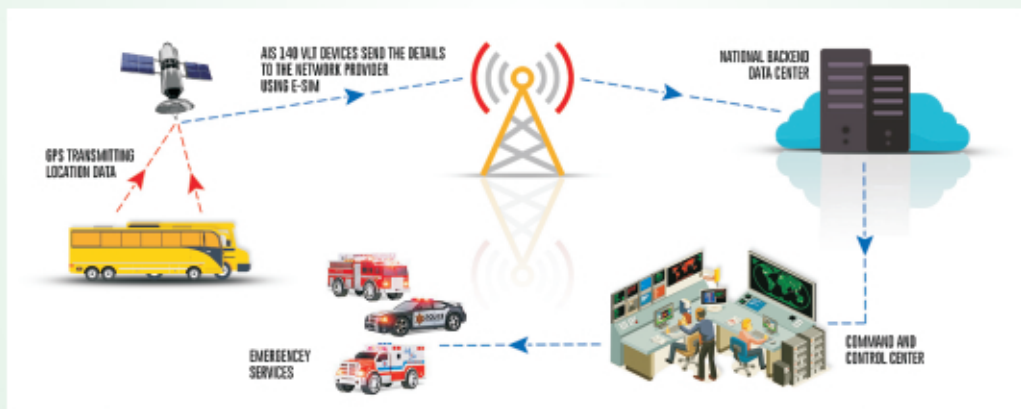 AIS 140 VLT DEVICES SEND THE DETAILS
TO THE NETWORK PROVIDER
USING E-SIM
NATIONAL BACKEND
DATA CENTER
GPS TRANSMITTING
LOCATION DATA
EMERGENCEY
SERVICES
POLICE
COMMAND AND
CONTROL CENTER